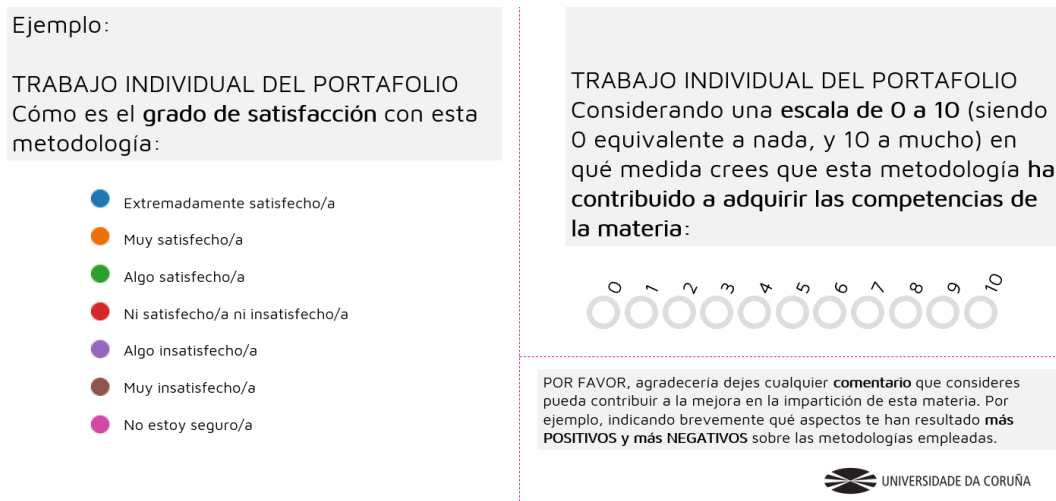 Ejemplo:
TRABAJO INDIVIDUAL DEL PORTAFOLIO
Cómo es el grado de satisfacción con esta
metodología:
Extremadamente satisfecho/a
Muy satisfecho/a
Algo satisfecho/a
Ni satisfecho/a ni insatisfecho/a
Algo insatisfecho/a
Muy insatisfecho/a
No estoy seguro/a
TRABAJO INDIVIDUAL DEL PORTAFOLIO
Considerando una escala de 0 a 10 (siendo
0 equivalente a nada, y 10 a mucho) en
qué medida crees que esta metodología ha
contribuido a adquirir las competencias de
la materia:
0 1 2 3 4 5 6 7 8 9 10
POR FAVOR, agradecería dejes cualquier comentario que consideres
pueda contribuir a la mejora en la impartición de esta materia. Por
ejemplo, indicando brevemente qué aspectos te han resultado más
POSITIVOS y más NEGATIVOS sobre las metodologías empleadas.
UNIVERSIDADE DA CORUÑA